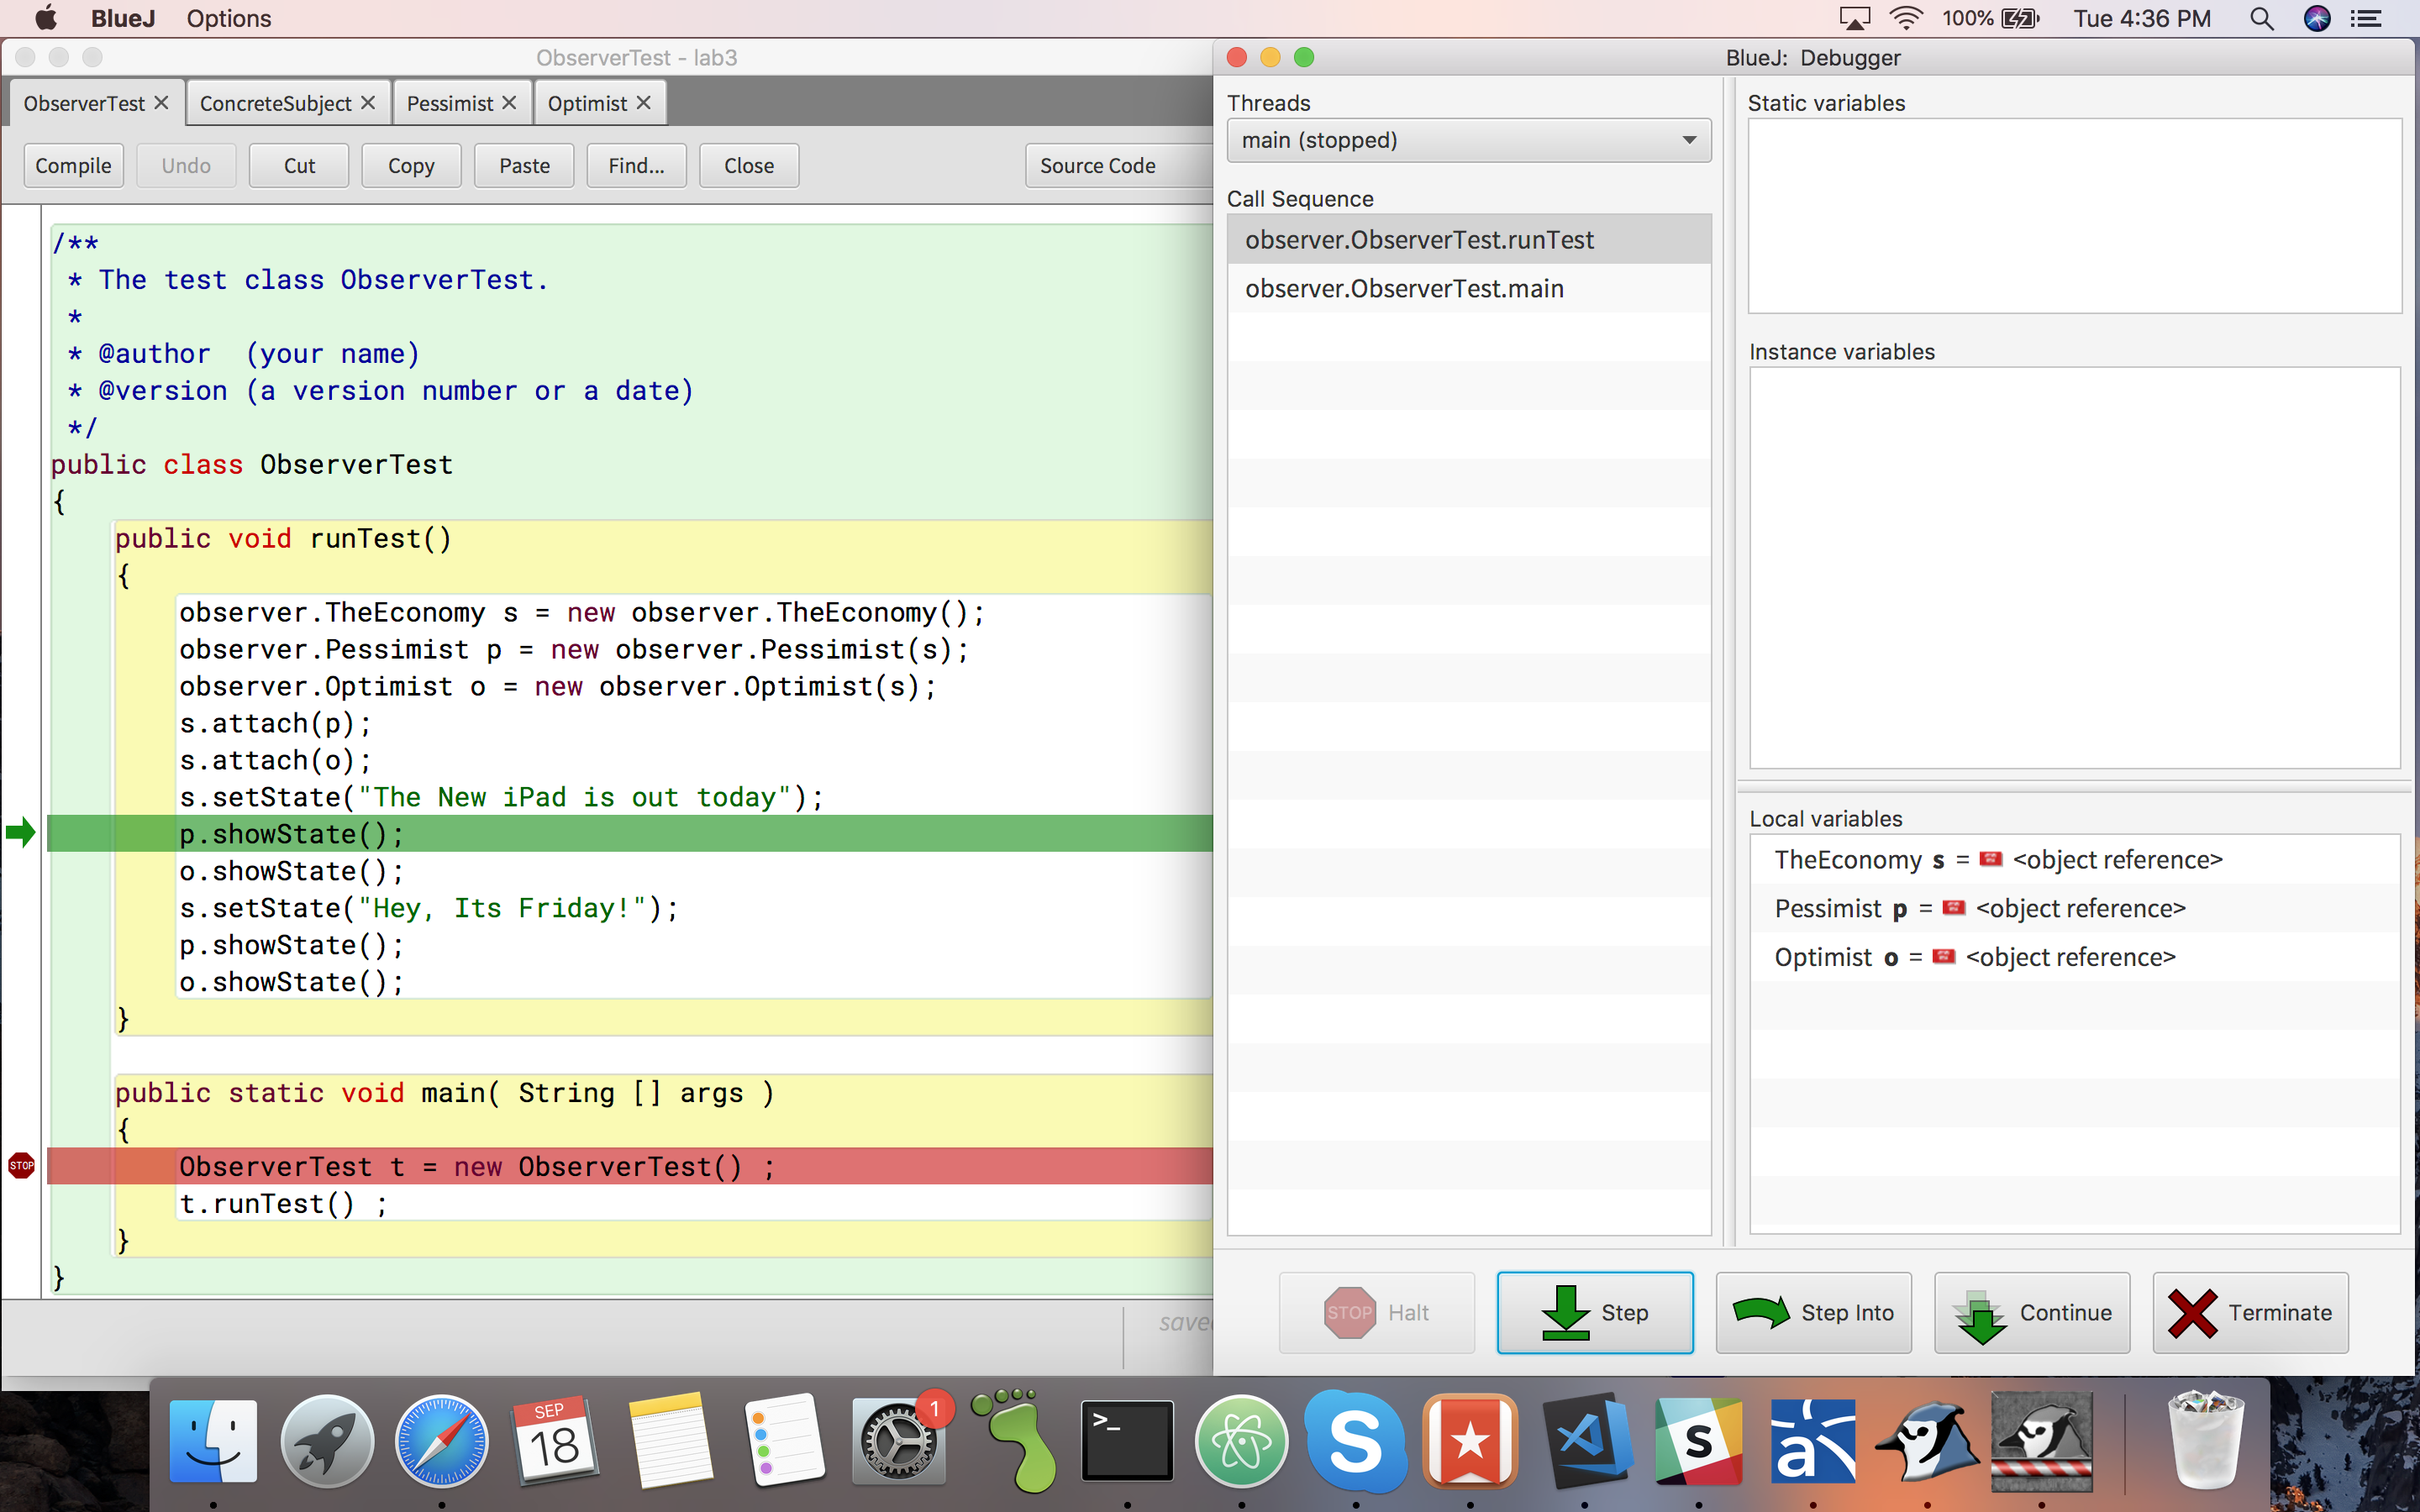 BlueJ Options 100% Tue 4:36 PM
ObserverTest - lab3
ObserverTest ConcreteSubject Pessimist Optimist
Compile Undo Cut Copy Paste Find... Close Source Code
/**
* The test class ObserverTest.
*
* @author (your name)
* @version (a version number or a date)
*/
public class ObserverTest
{
public void runTest()
{
observer.TheEconomy s = new observer.TheEconomy();
observer.Pessimist p = new observer.Pessimist(s);
observer.Optimist o = new observer.Optimist(s);
s.attach(p);
s.attach(o);
s.setState("The New iPad is out today");
p.showState();
o.showState();
s.setState("Hey, Its Friday!");
p.showState();
o.showState();
}
public static void main( String [] args )
{
STOP ObserverTest t = new ObserverTest() ;
t.runTest() ;
}
}
save
BlueJ: Debugger
Threads
main (stopped)
Call Sequence
observer.ObserverTest.runTest
observer.ObserverTest.main
Static variables
Instance variables
Local variables
TheEconomy s = <object reference>
Pessimist p = <object reference>
Optimist o = <object reference>
STOP Halt Step Step Into Continue Terminate
SEP
18
1
>_
S
S
a